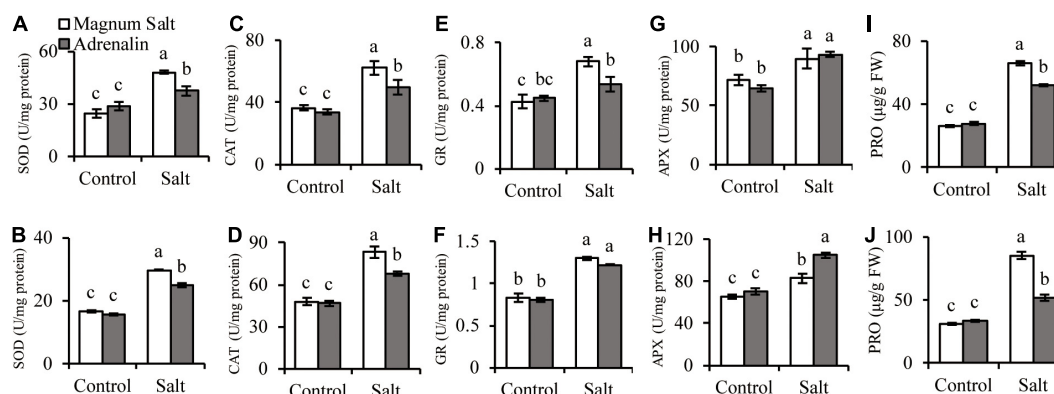 A
Magnum Salt
Adrenalin
SOD (U/mg protein)
60
30
0
c
c
a
b
Control
Salt
C
CAT (U/mg protein)
80
40
0
c
c
a
b
Control
Salt
E
GR (U/mg protein)
0.8
0.4
0
c
bc
a
b
Control
Salt
G
APX (U/mg protein)
100
50
0
b
b
a
a
Control
Salt
I
PRO (µg/g FW)
80
40
0
c
c
a
b
Control
Salt
B
SOD (U/mg protein)
40
20
0
c
c
a
b
Control
Salt
D
CAT (U/mg protein)
90
60
30
0
c
c
a
b
Control
Salt
F
GR (U/mg protein)
1.5
1
0.5
0
b
b
a
a
Control
Salt
H
APX (U/mg protein)
120
80
40
0
c
c
b
a
Control
Salt
J
PRO (µg/g FW)
100
50
0
c
c
a
b
Control
Salt